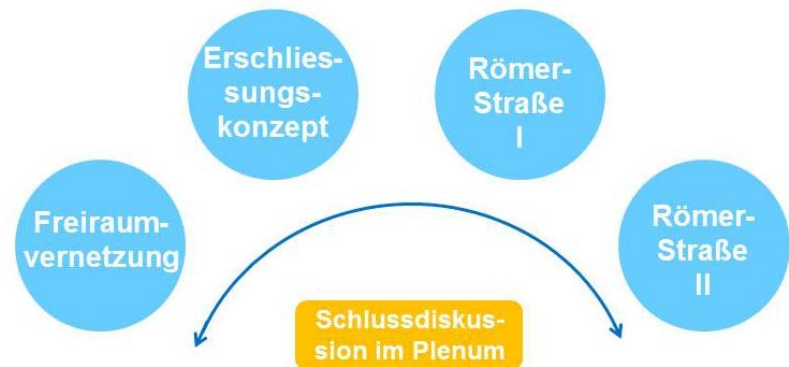 Erschlies-
sungs-
konzept
Römer-
Straße
I
Freiraum-
vernetzung
Römer-
Straße
II
Schlussdiskus-
sion im Plenum